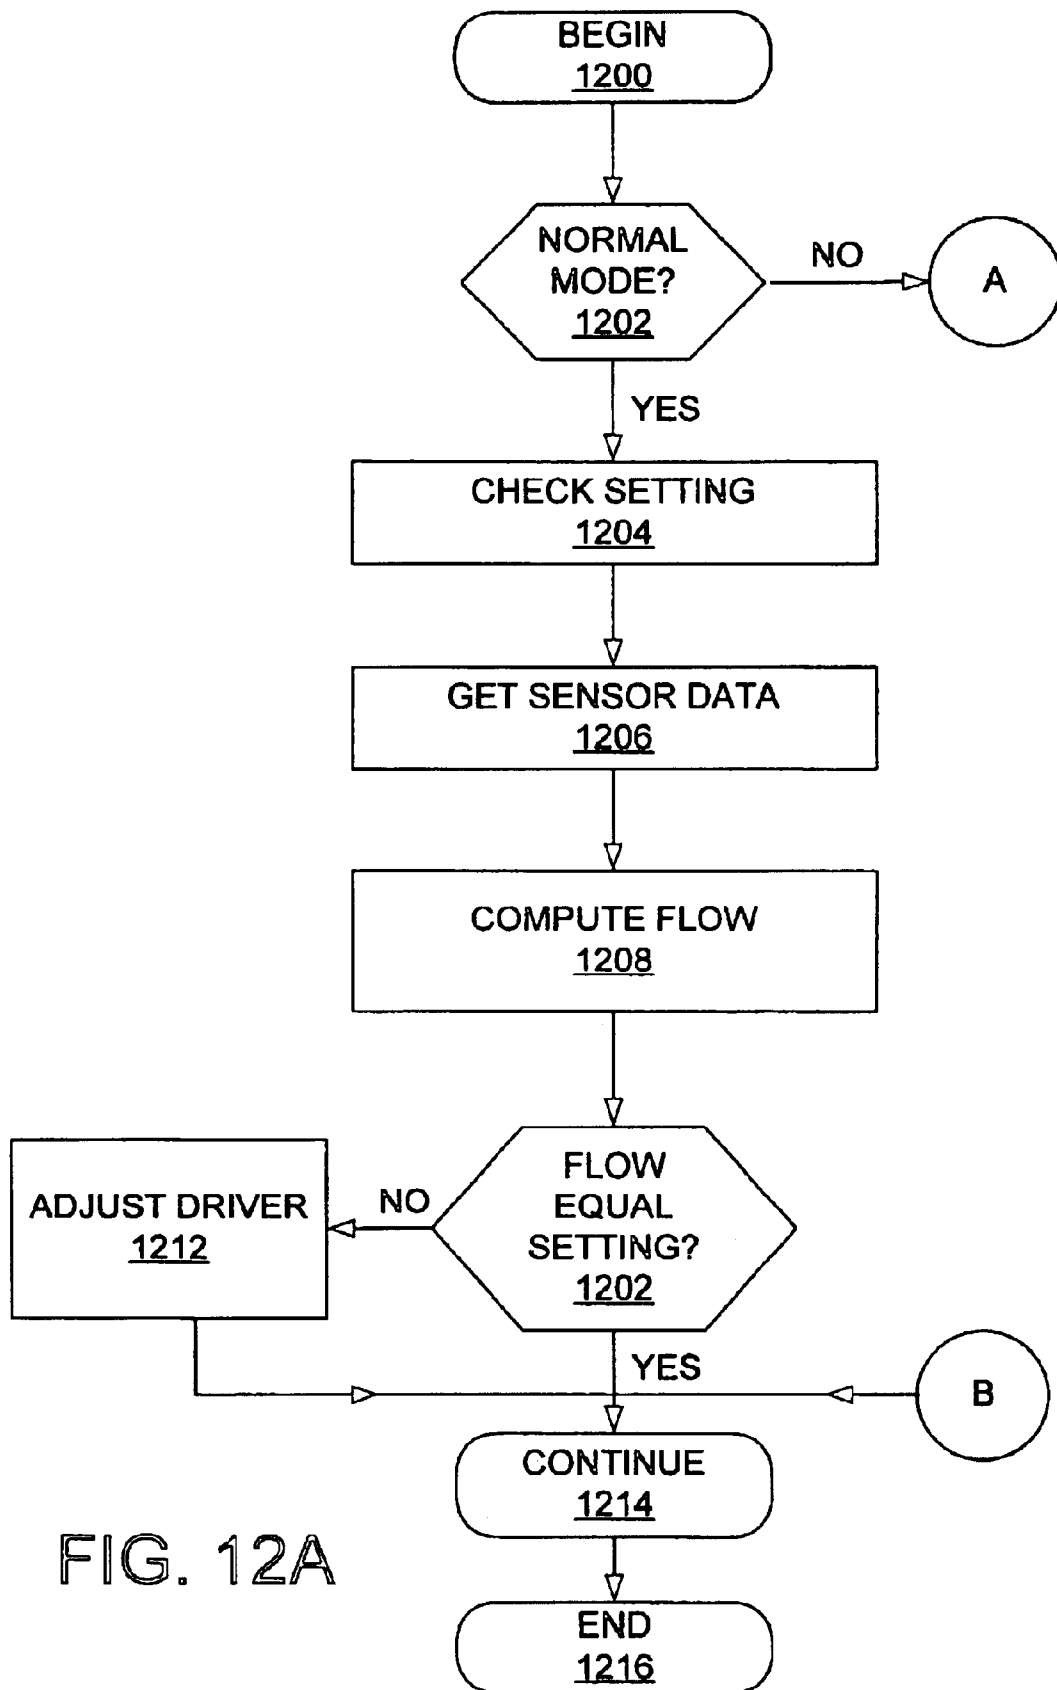 BEGIN
1200
NORMAL
MODE?
1202
NO
A
YES
CHECK SETTING
1204
GET SENSOR DATA
1206
COMPUTE FLOW
1208
FLOW
EQUAL
SETTING?
1202
NO
ADJUST DRIVER
1212
YES
B
CONTINUE
1214
FIG. 12A
END
1216